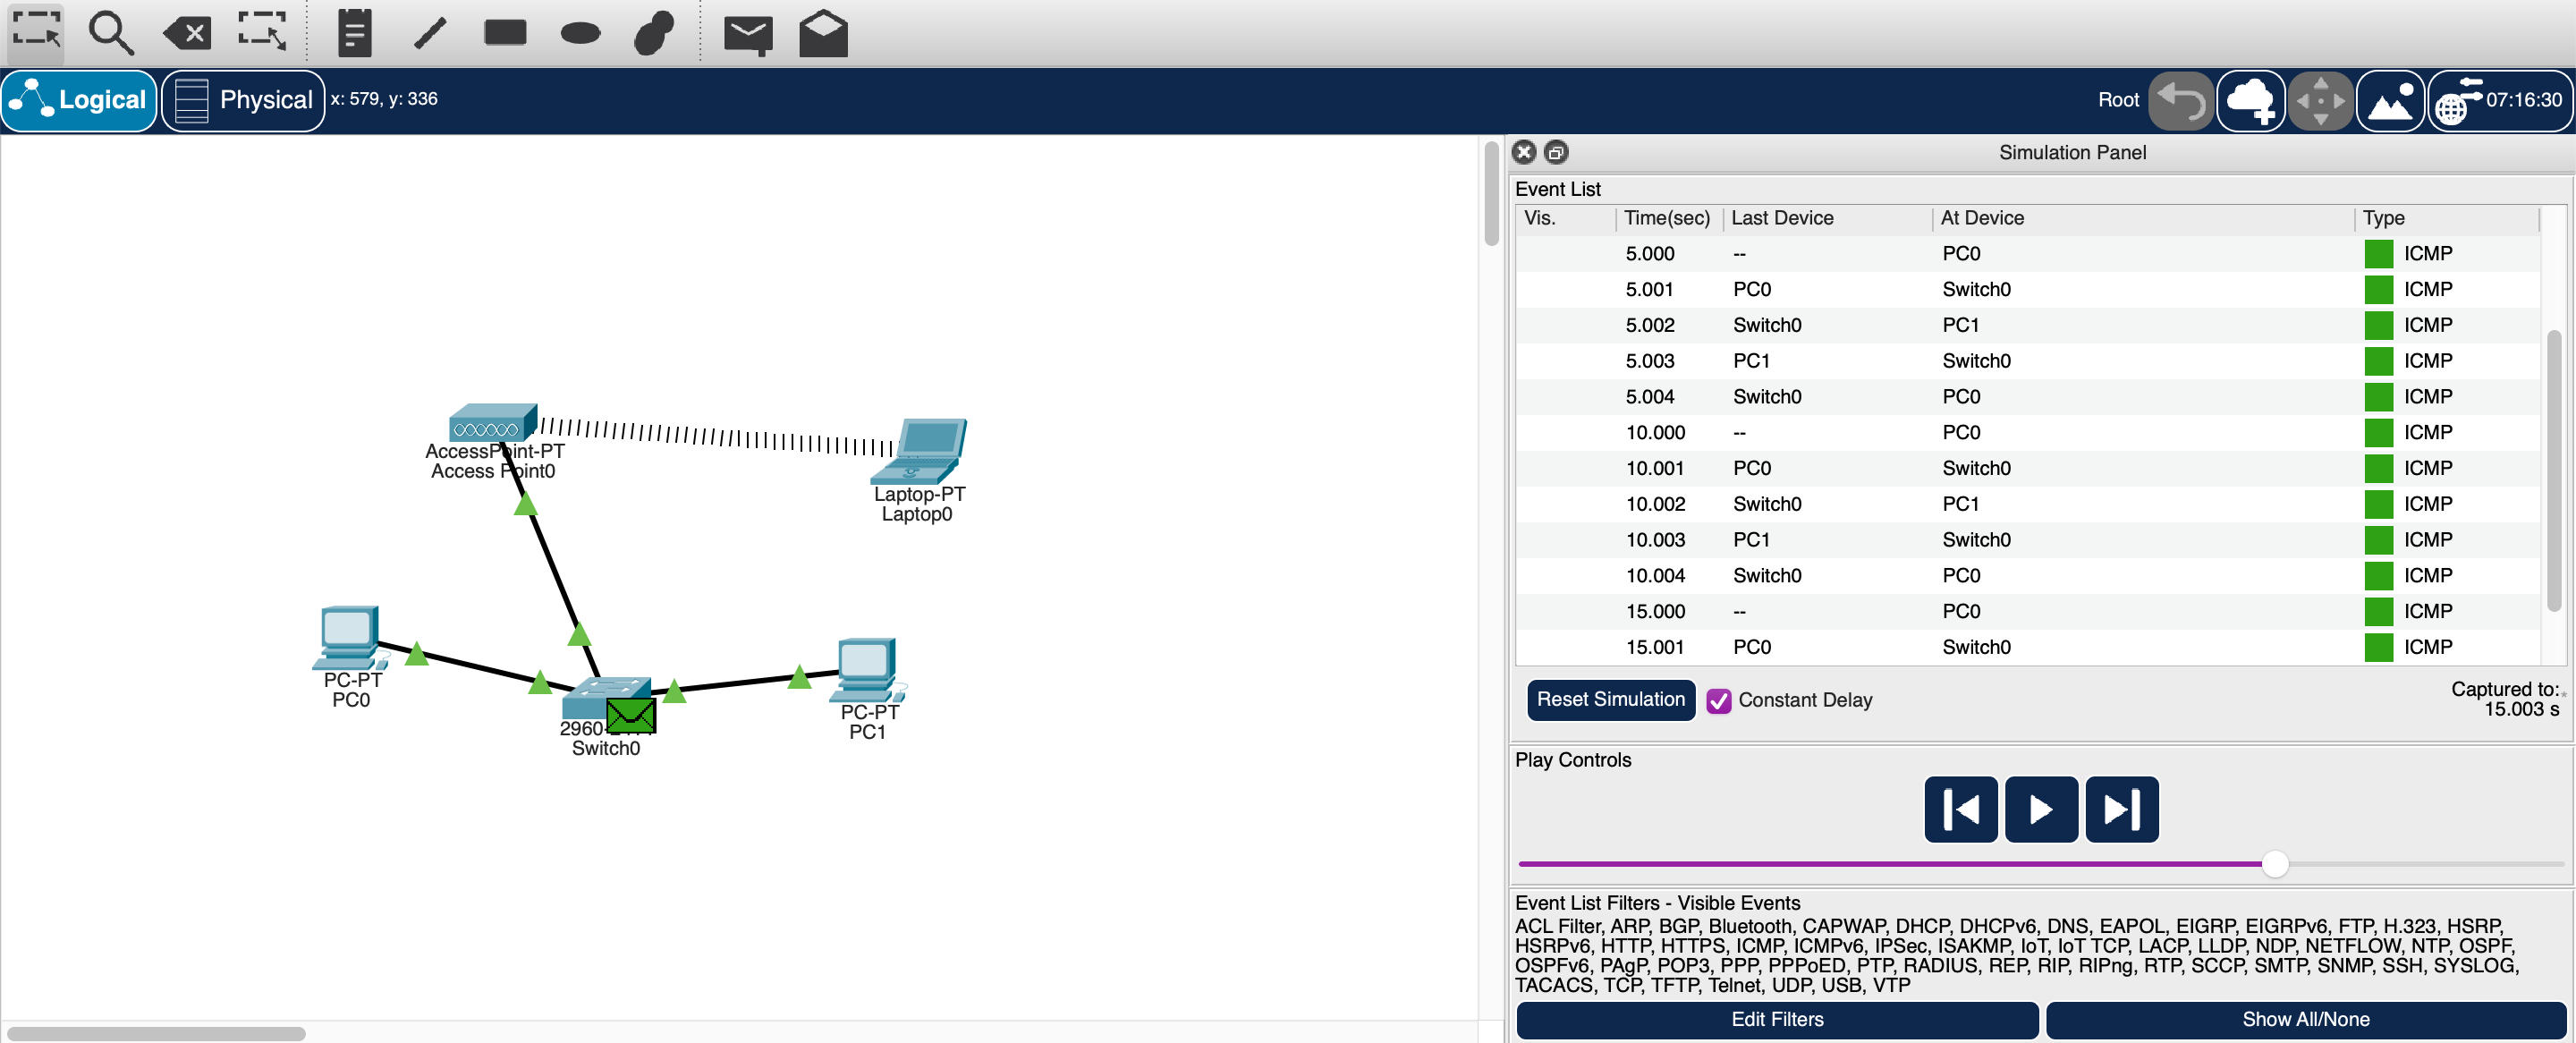 Logical Physical x: 579, y: 336 Root 07:16:30
Simulation Panel
Event List
Vis. Time(sec) Last Device At Device Type
5.000 -- PC0 ICMP
5.001 PC0 Switch0 ICMP
5.002 Switch0 PC1 ICMP
5.003 PC1 Switch0 ICMP
5.004 Switch0 PC0 ICMP
10.000 -- PC0 ICMP
10.001 PC0 Switch0 ICMP
10.002 Switch0 PC1 ICMP
10.003 PC1 Switch0 ICMP
10.004 Switch0 PC0 ICMP
15.000 -- PC0 ICMP
15.001 PC0 Switch0 ICMP
Reset Simulation Constant Delay
Captured to:*
15.003 s
Play Controls
Event List Filters - Visible Events
ACL Filter, ARP, BGP, Bluetooth, CAPWAP, DHCP, DHCPv6, DNS, EAPOL, EIGRP, EIGRPv6, FTP, H.323, HSRP,
HSRPv6, HTTP, HTTPS, ICMP, ICMPv6, IPSec, ISAKMP, IoT, IoT TCP, LACP, LLDP, NDP, NETFLOW, NTP, OSPF,
OSPFv6, PAgP, POP3, PPP, PPPoED, PTP, RADIUS, REP, RIP, RIPng, RTP, SCCP, SMTP, SNMP, SSH, SYSLOG,
TACACS, TCP, TFTP, Telnet, UDP, USB, VTP
Edit Filters Show All/None
AccessPoint-PT
Access Point0
Laptop-PT
Laptop0
PC-PT
PC0
PC-PT
PC1
Switch0